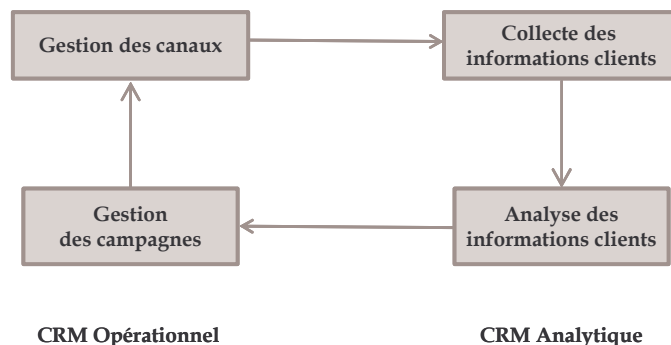 Gestion des canaux
Collecte des
informations clients
Gestion
des campagnes
Analyse des
informations clients
CRM Opérationnel
CRM Analytique